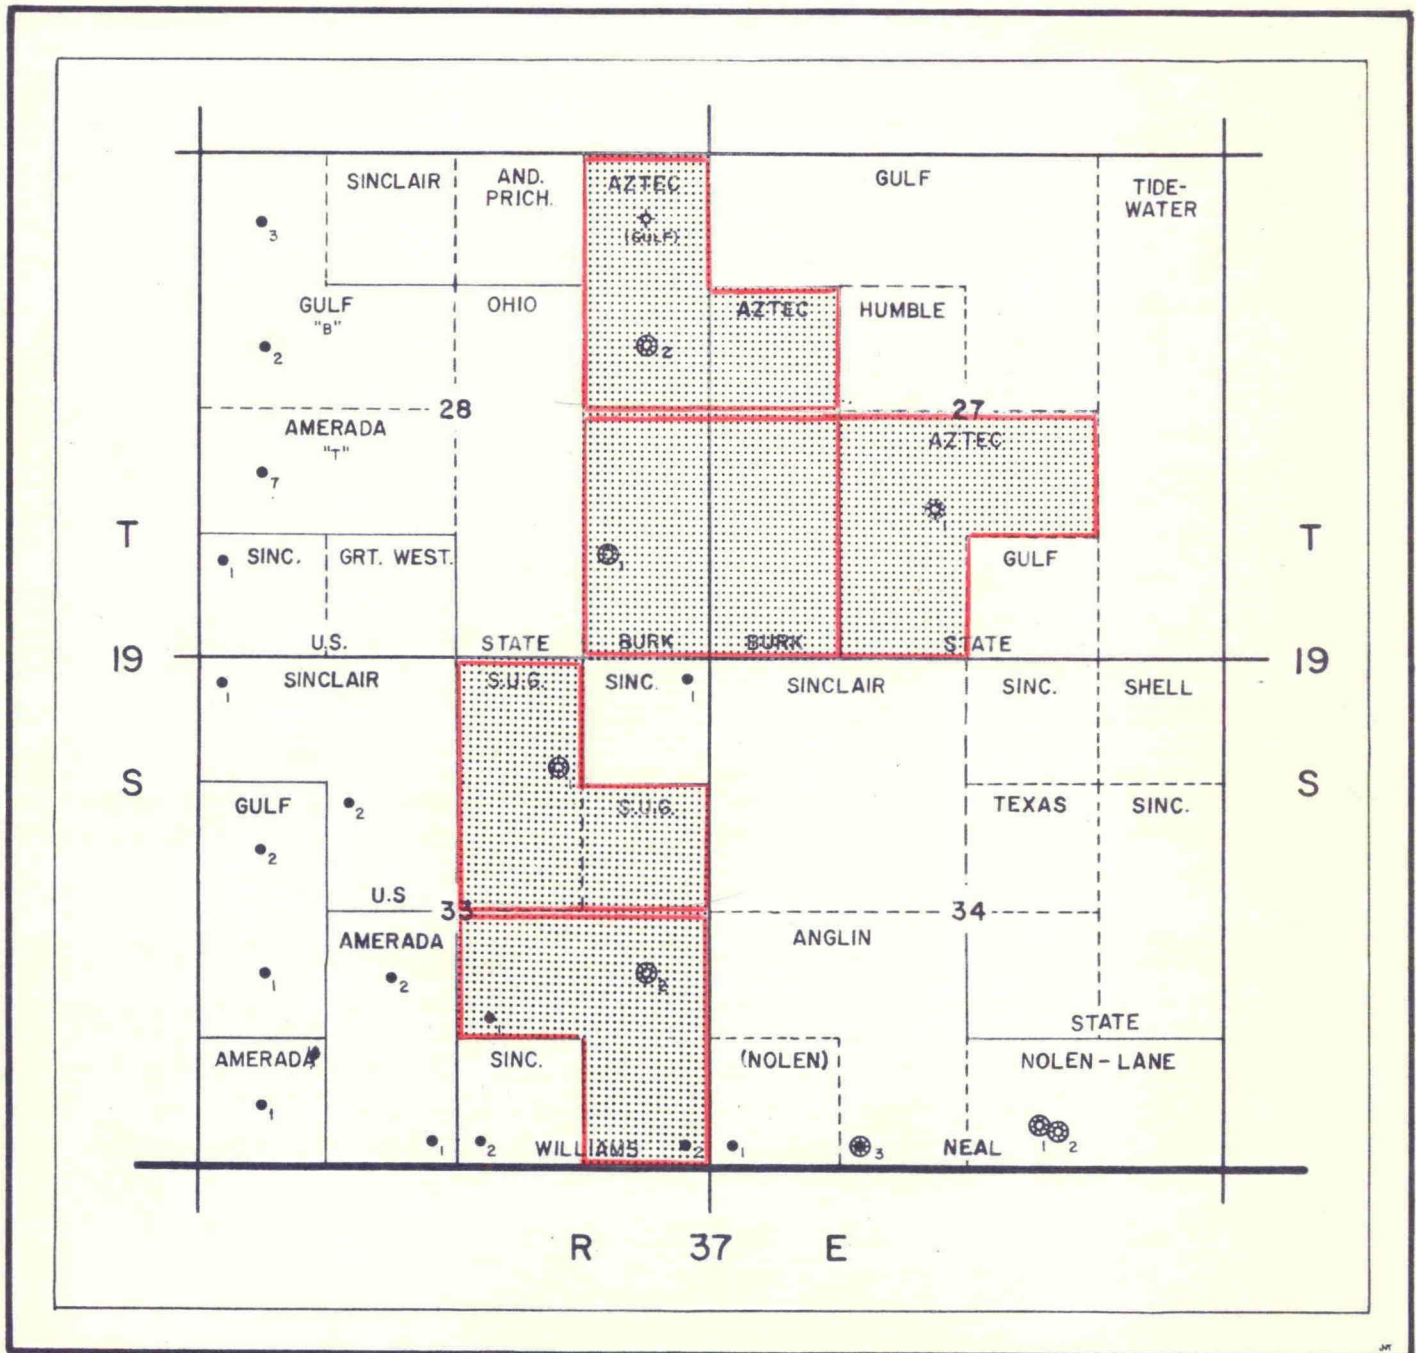 SINCLAIR
AND.
PRICH.
AZTEC
GULF
TIDE-
WATER
3
(GULF)
GULF
"B"
OHIO
AZTEC
HUMBLE
2
2
28
27
AMERADA
"T"
AZTEC
7
1
T
T
SINC.
GRT. WEST.
1
1
GULF
U.S.
STATE
BURK
BURK
STATE
19
19
SINCLAIR
S.U.G.
SINC.
1
SINCLAIR
SINC.
SHELL
1
1
S
S
GULF
2
S.U.G.
TEXAS
SINC.
2
U.S
33
34
AMERADA
ANGLIN
1
2
2
1
STATE
AMERADA
SINC.
(NOLEN)
NOLEN-LANE
1
1
2
WILLIAMS
2
1
3
NEAL
1
2
R 37 E